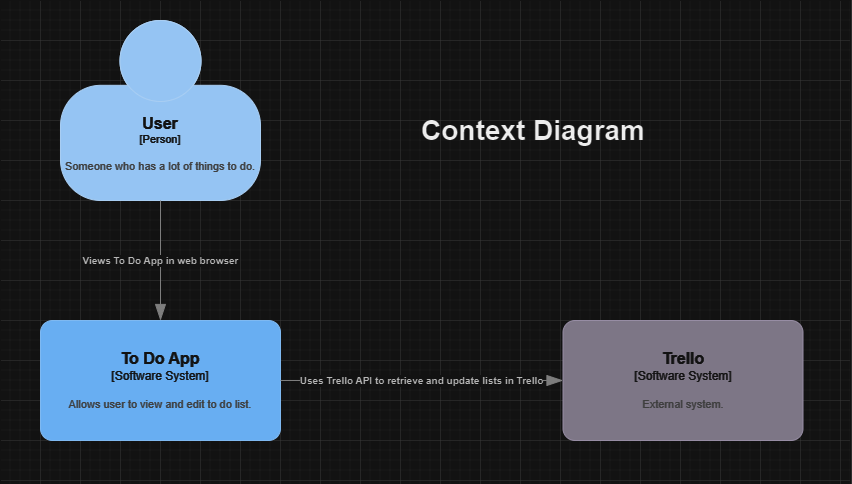 User
[Person]
Someone who has a lot of things to do.
Context Diagram
Views To Do App in web browser
To Do App
[Software System]
Allows user to view and edit to do list.
Uses Trello API to retrieve and update lists in Trello
Trello
[Software System]
External system.